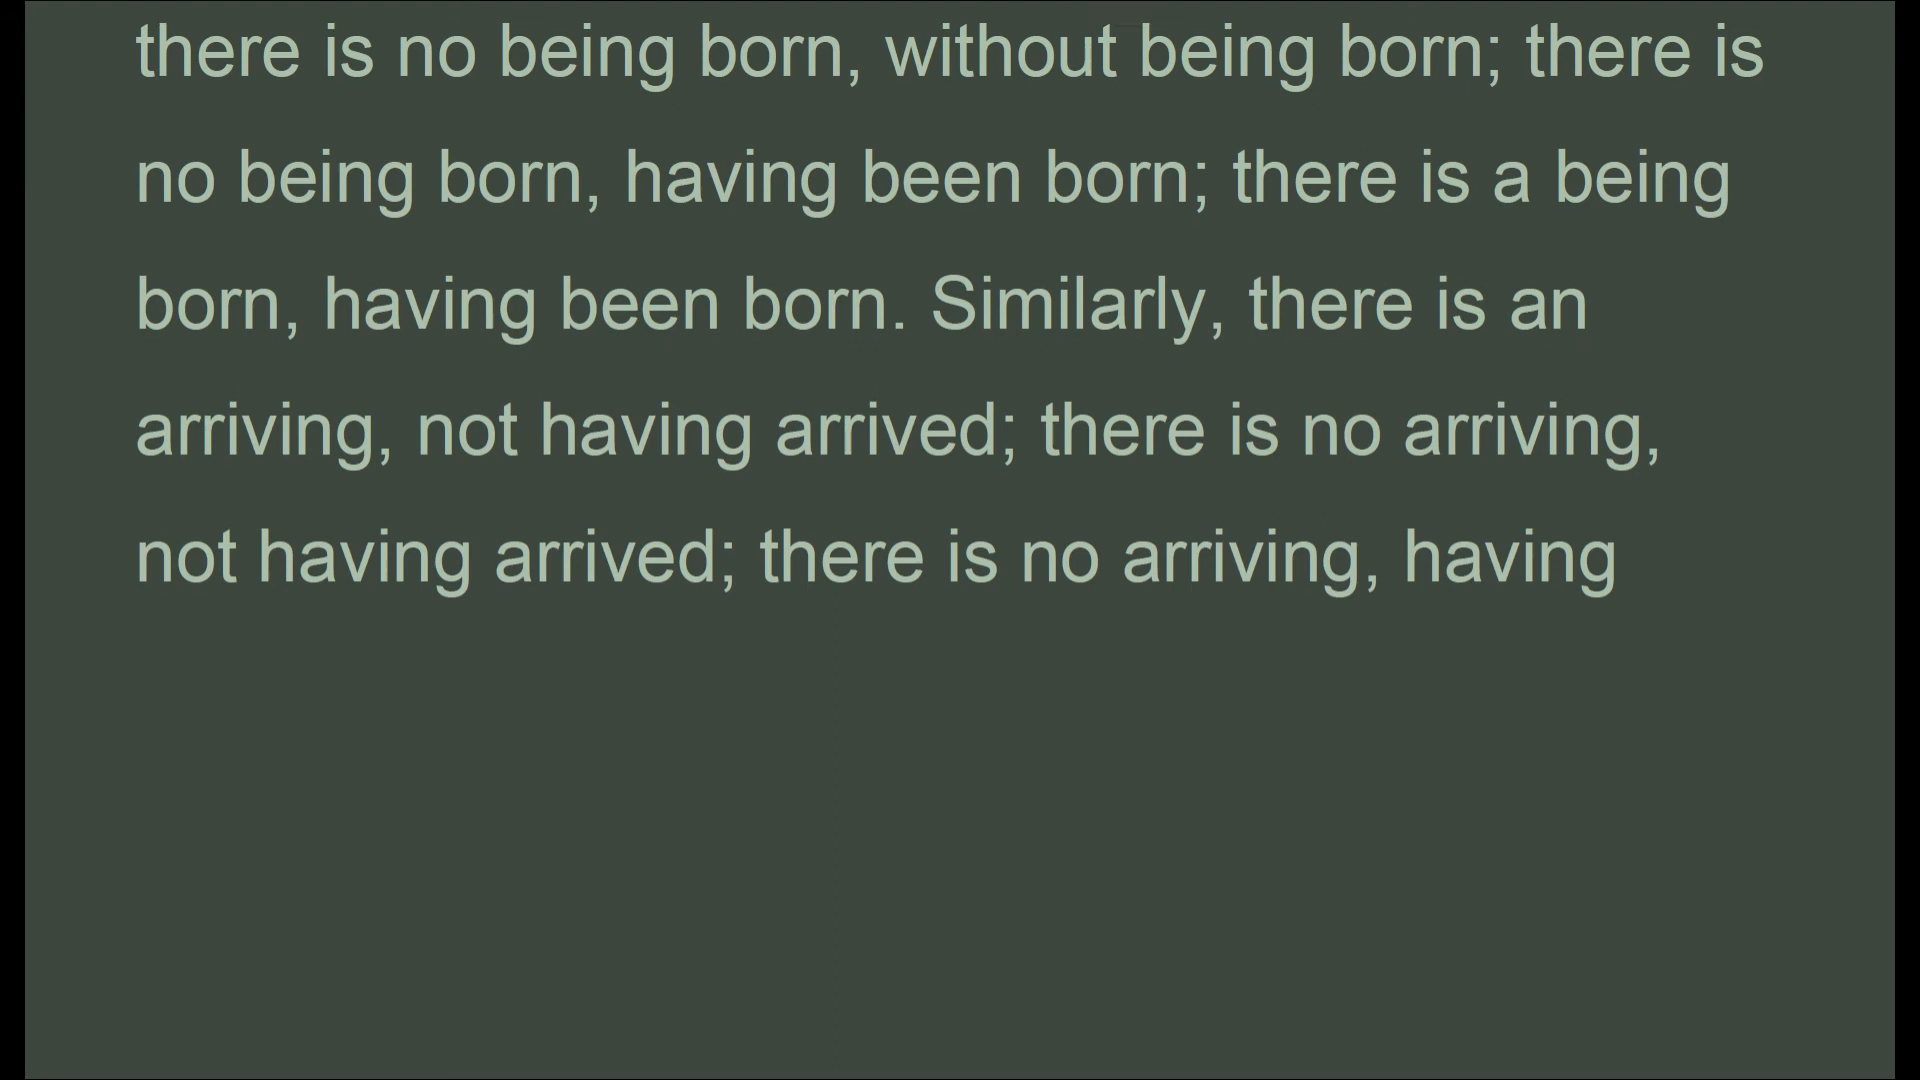 there is no being born, without being born; there is
no being born, having been born; there is a being
born, having been born. Similarly, there is an
arriving, not having arrived; there is no arriving,
not having arrived; there is no arriving, having